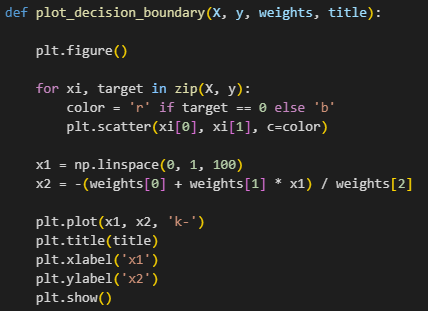 def plot_decision_boundary(X, y, weights, title):
    plt.figure()
    for xi, target in zip(X, y):
        color = 'r' if target == 0 else 'b'
        plt.scatter(xi[0], xi[1], c=color)
    x1 = np.linspace(0, 1, 100)
    x2 = -(weights[0] + weights[1] * x1) / weights[2]
    plt.plot(x1, x2, 'k-')
    plt.title(title)
    plt.xlabel('x1')
    plt.ylabel('x2')
    plt.show()